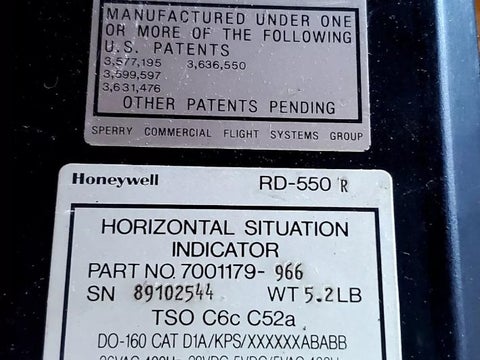 MANUFACTURED UNDER ONE
OR MORE OF THE FOLLOWING
U.S. PATENTS
3,577,195 3,636,550
3,599,597
3,631,476
OTHER PATENTS PENDING
SPERRY COMMERCIAL FLIGHT SYSTEMS GROUP
Honeywell RD-550 R
HORIZONTAL SITUATION
INDICATOR
PART NO. 7001179- 966
SN 89102544 WT 5.2 LB
TSO C6c C52a
DO-160 CAT D1A/KPS/XXXXXXABABB